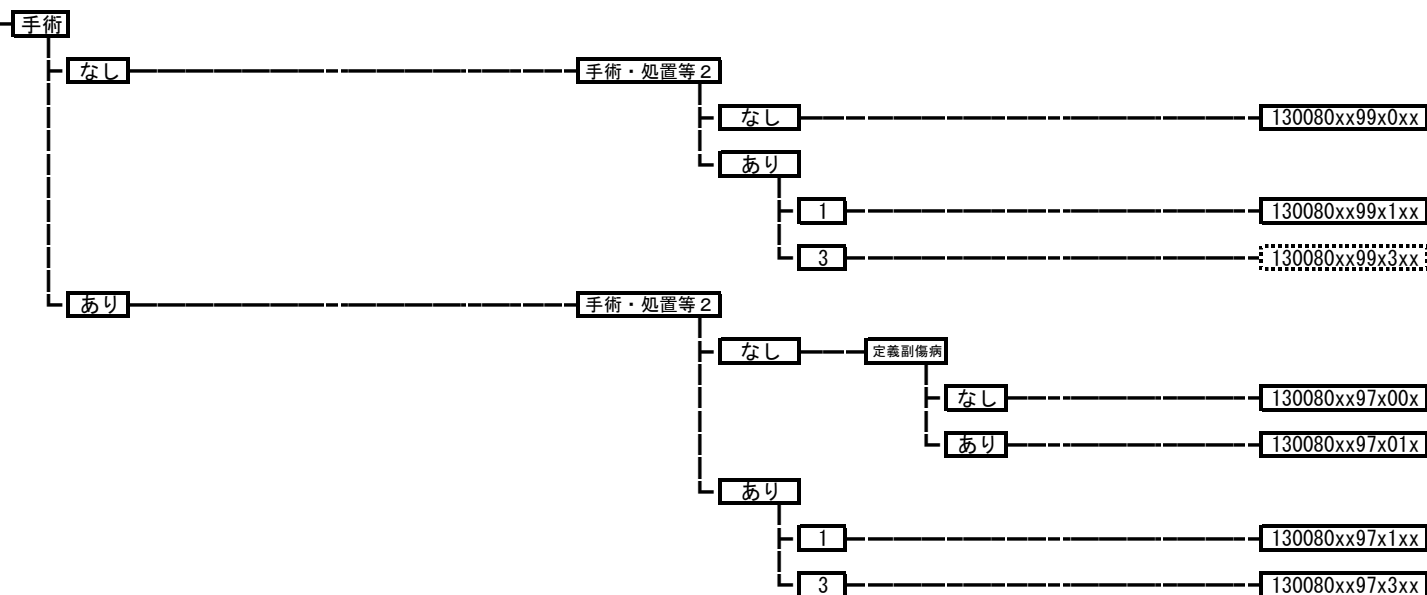 手術
なし 手術・処置等2
なし 130080xx99x0xx
あり
1 130080xx99x1xx
3 130080xx99x3xx
あり 手術・処置等2
なし 定義副傷病
なし 130080xx97x00x
あり 130080xx97x01x
あり
1 130080xx97x1xx
3 130080xx97x3xx